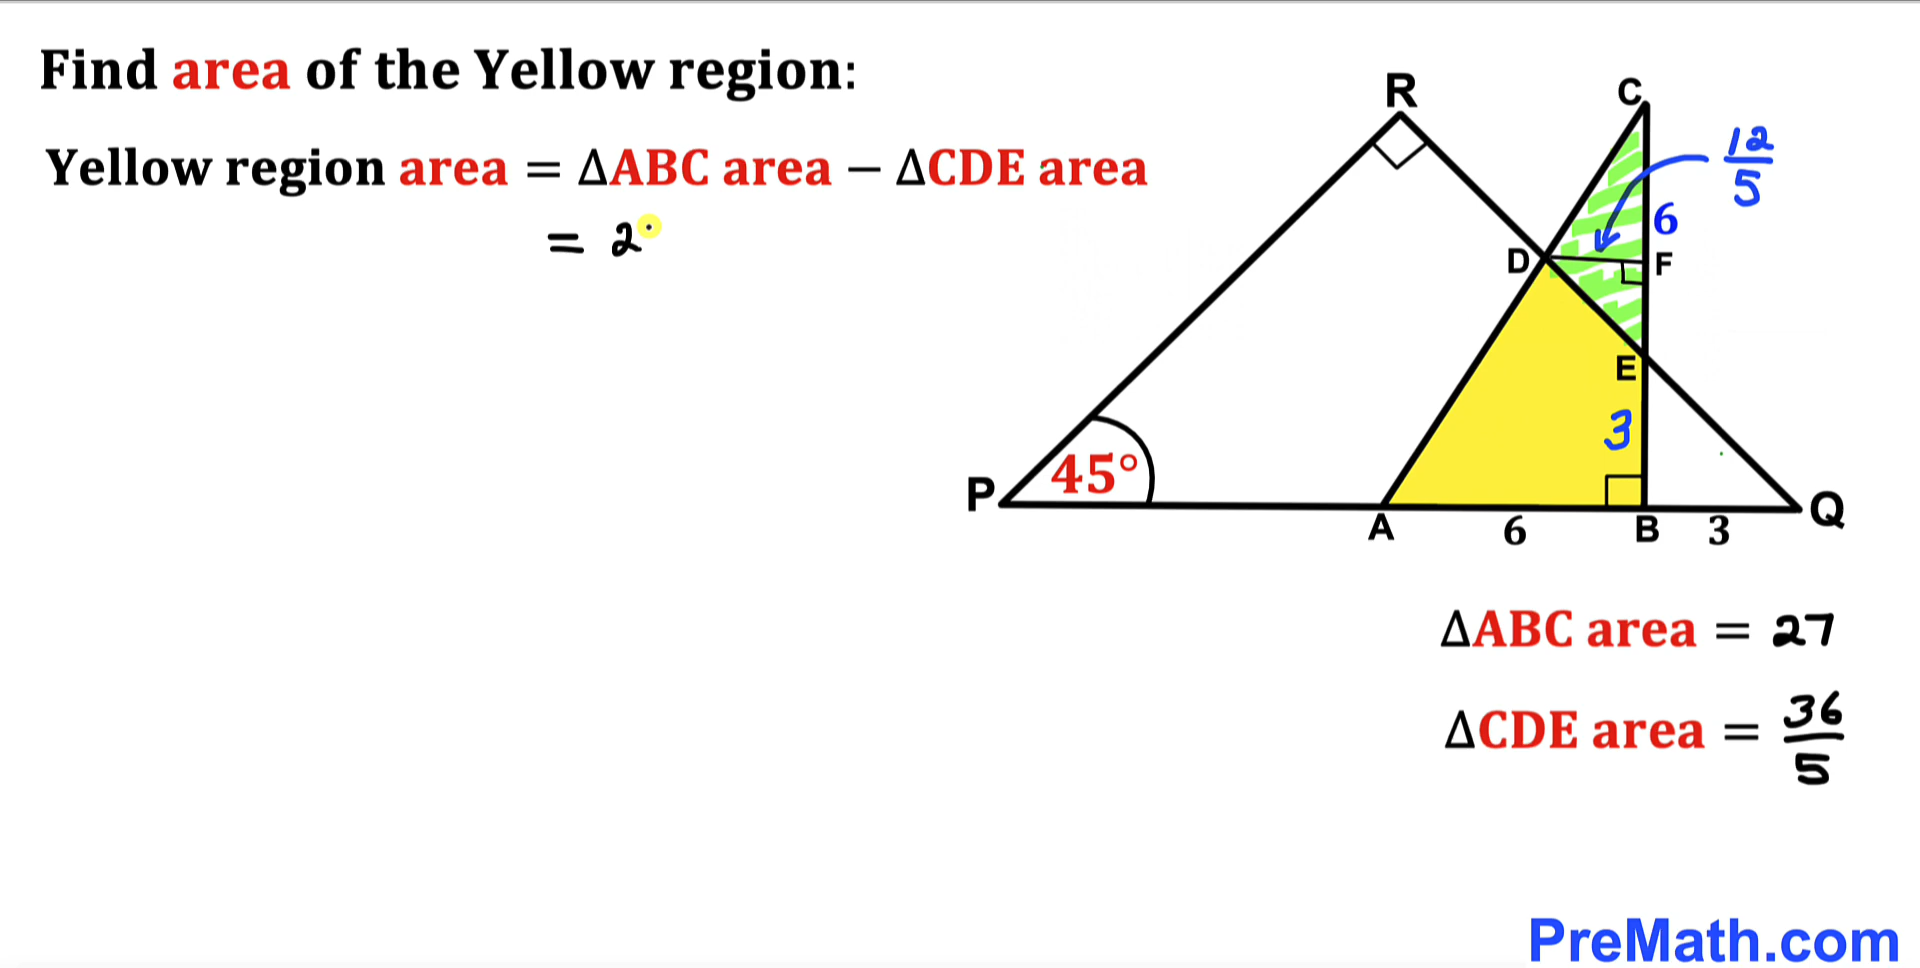 Find area of the Yellow region:
Yellow region area = ΔABC area − ΔCDE area
= 2
R
C
12/5
6
D
F
E
3
P
45°
A
6
B
3
Q
ΔABC area = 27
ΔCDE area = 36/5
PreMath.com